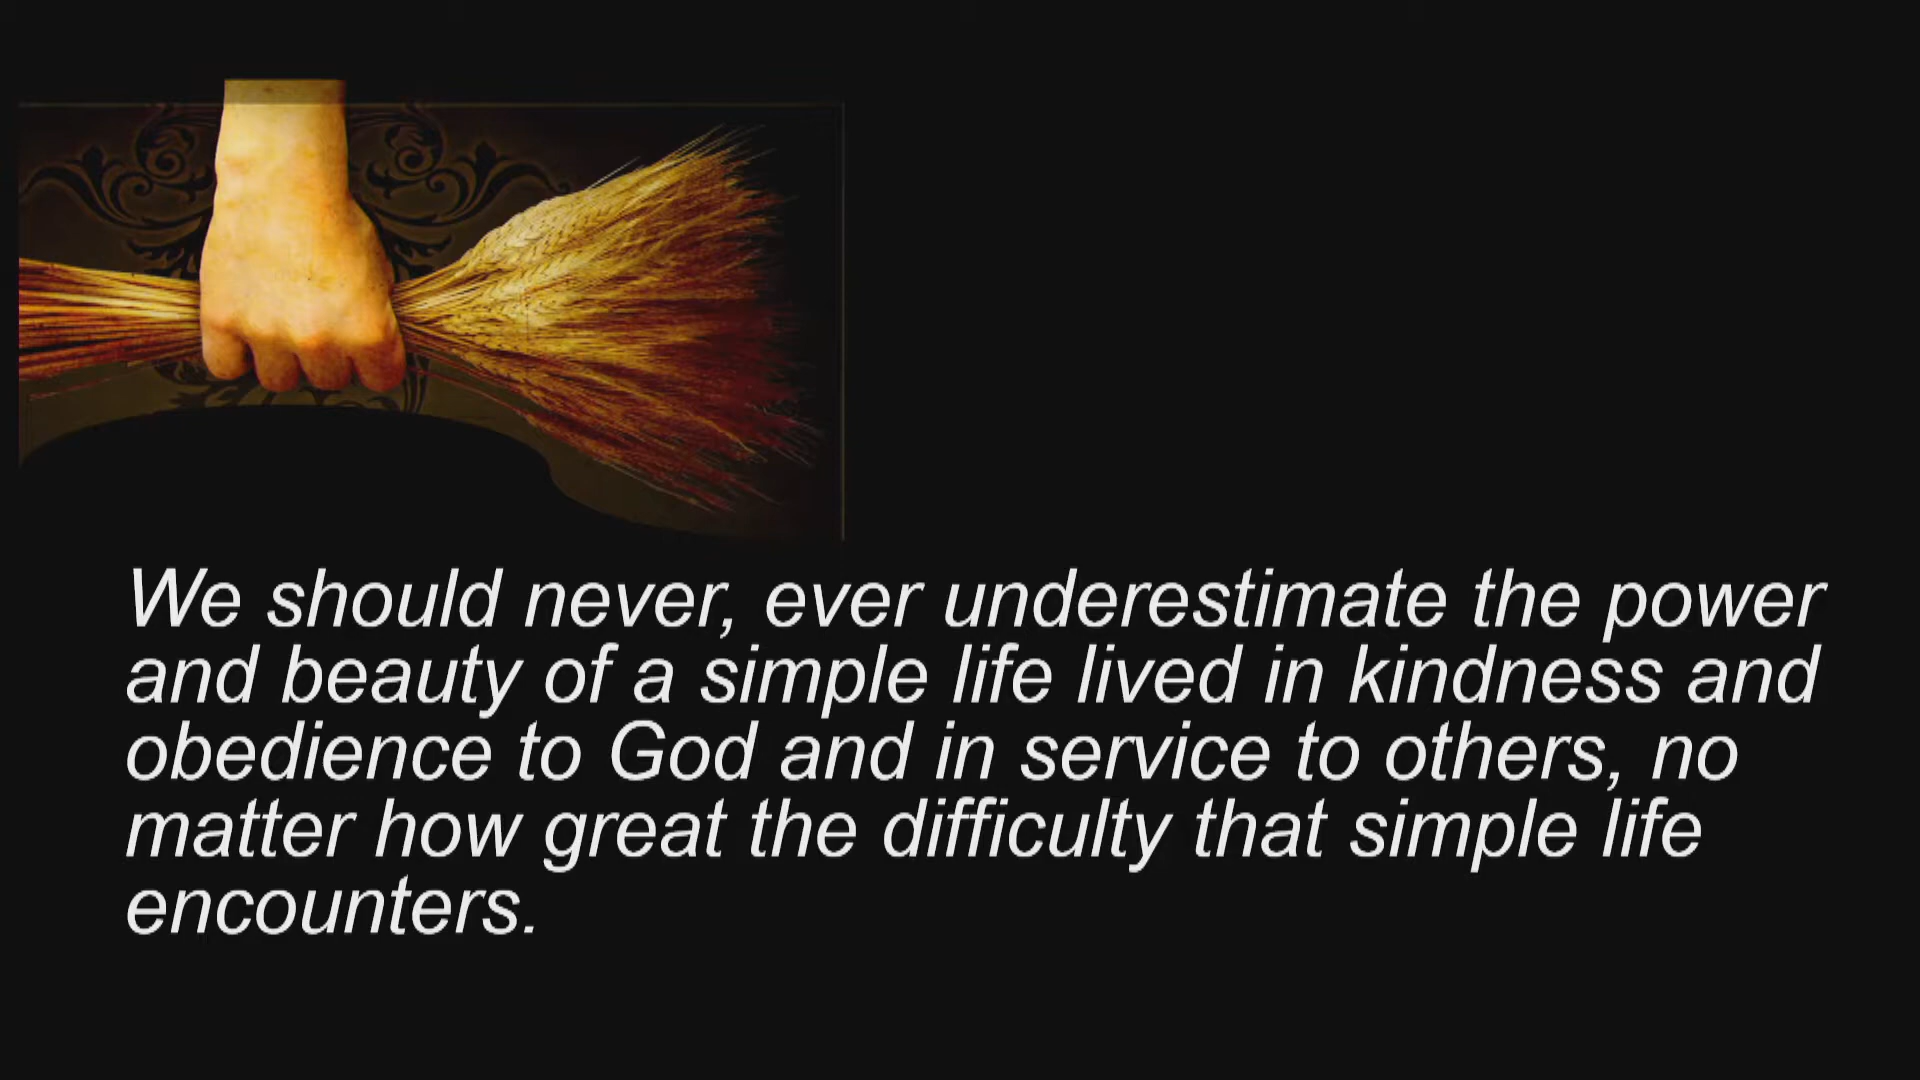 We should never, ever underestimate the power
and beauty of a simple life lived in kindness and
obedience to God and in service to others, no
matter how great the difficulty that simple life
encounters.